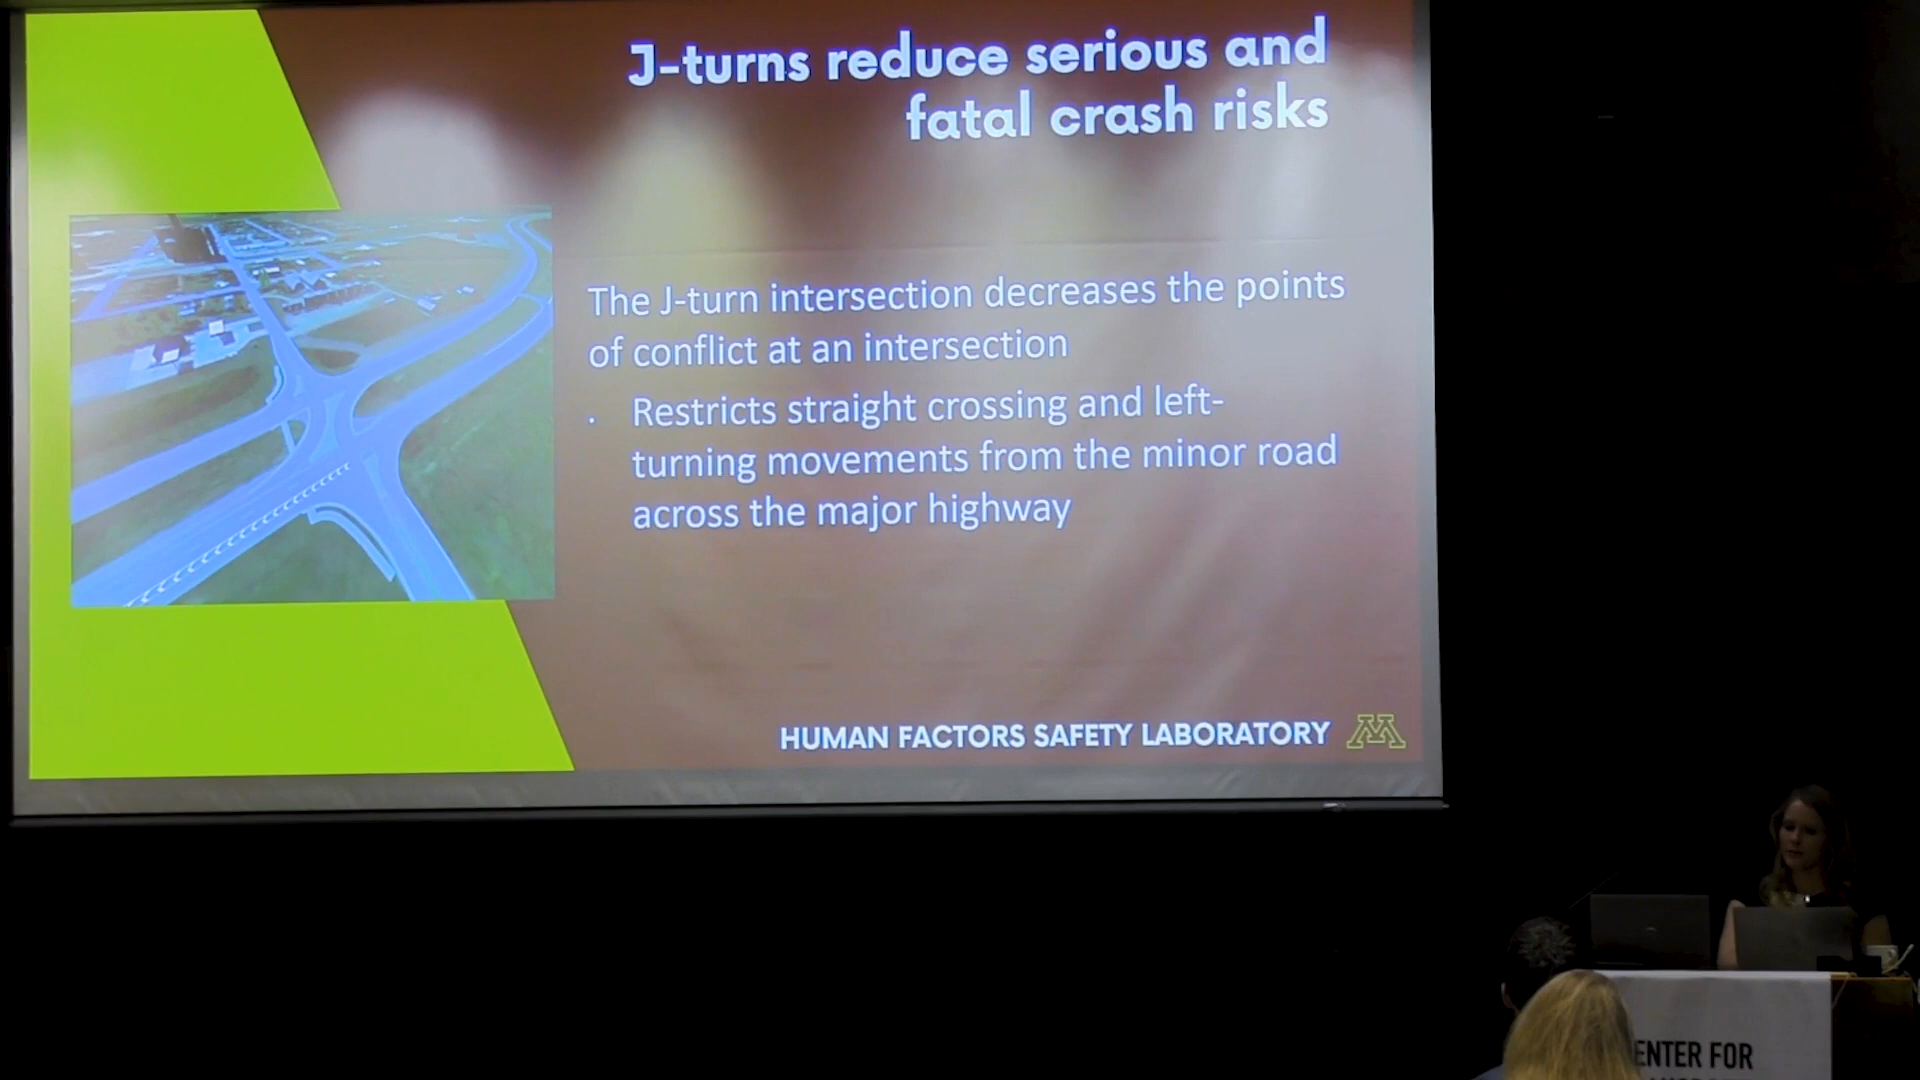 J-turns reduce serious and
fatal crash risks
The J-turn intersection decreases the points
of conflict at an intersection
. Restricts straight crossing and left-
turning movements from the minor road
across the major highway
HUMAN FACTORS SAFETY LABORATORY M
ENTER FOR